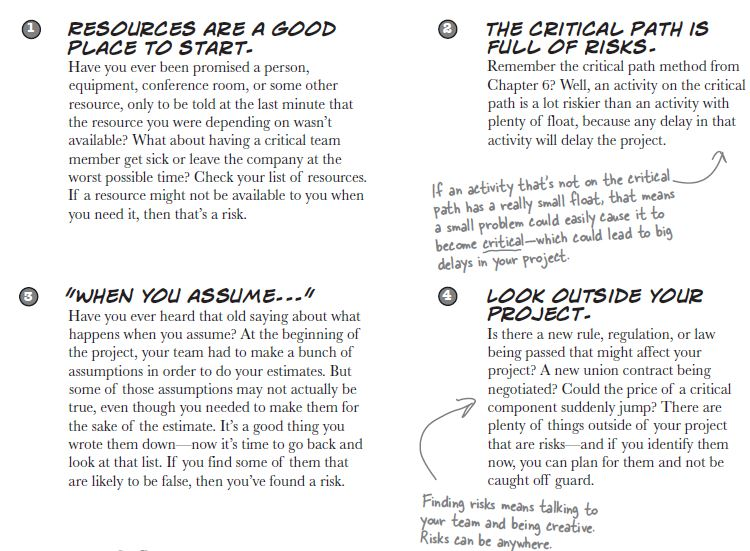 1
RESOURCES ARE A GOOD
PLACE TO START.
Have you ever been promised a person,
equipment, conference room, or some other
resource, only to be told at the last minute that
the resource you were depending on wasn't
available? What about having a critical team
member get sick or leave the company at the
worst possible time? Check your list of resources.
If a resource might not be available to you when
you need it, then that's a risk.
2
THE CRITICAL PATH IS
FULL OF RISKS.
Remember the critical path method from
Chapter 6? Well, an activity on the critical
path is a lot riskier than an activity with
plenty of float, because any delay in that
activity will delay the project.
If an activity that's not on the critical
path has a really small float, that means
a small problem could easily cause it to
become critical—which could lead to big
delays in your project.
3
"WHEN YOU ASSUME..."
Have you ever heard that old saying about what
happens when you assume? At the beginning of
the project, your team had to make a bunch of
assumptions in order to do your estimates. But
some of those assumptions may not actually be
true, even though you needed to make them for
the sake of the estimate. It's a good thing you
wrote them down—now it's time to go back and
look at that list. If you find some of them that
are likely to be false, then you've found a risk.
4
LOOK OUTSIDE YOUR
PROJECT.
Is there a new rule, regulation, or law
being passed that might affect your
project? A new union contract being
negotiated? Could the price of a critical
component suddenly jump? There are
plenty of things outside of your project
that are risks—and if you identify them
now, you can plan for them and not be
caught off guard.
Finding risks means talking to
your team and being creative.
Risks can be anywhere.